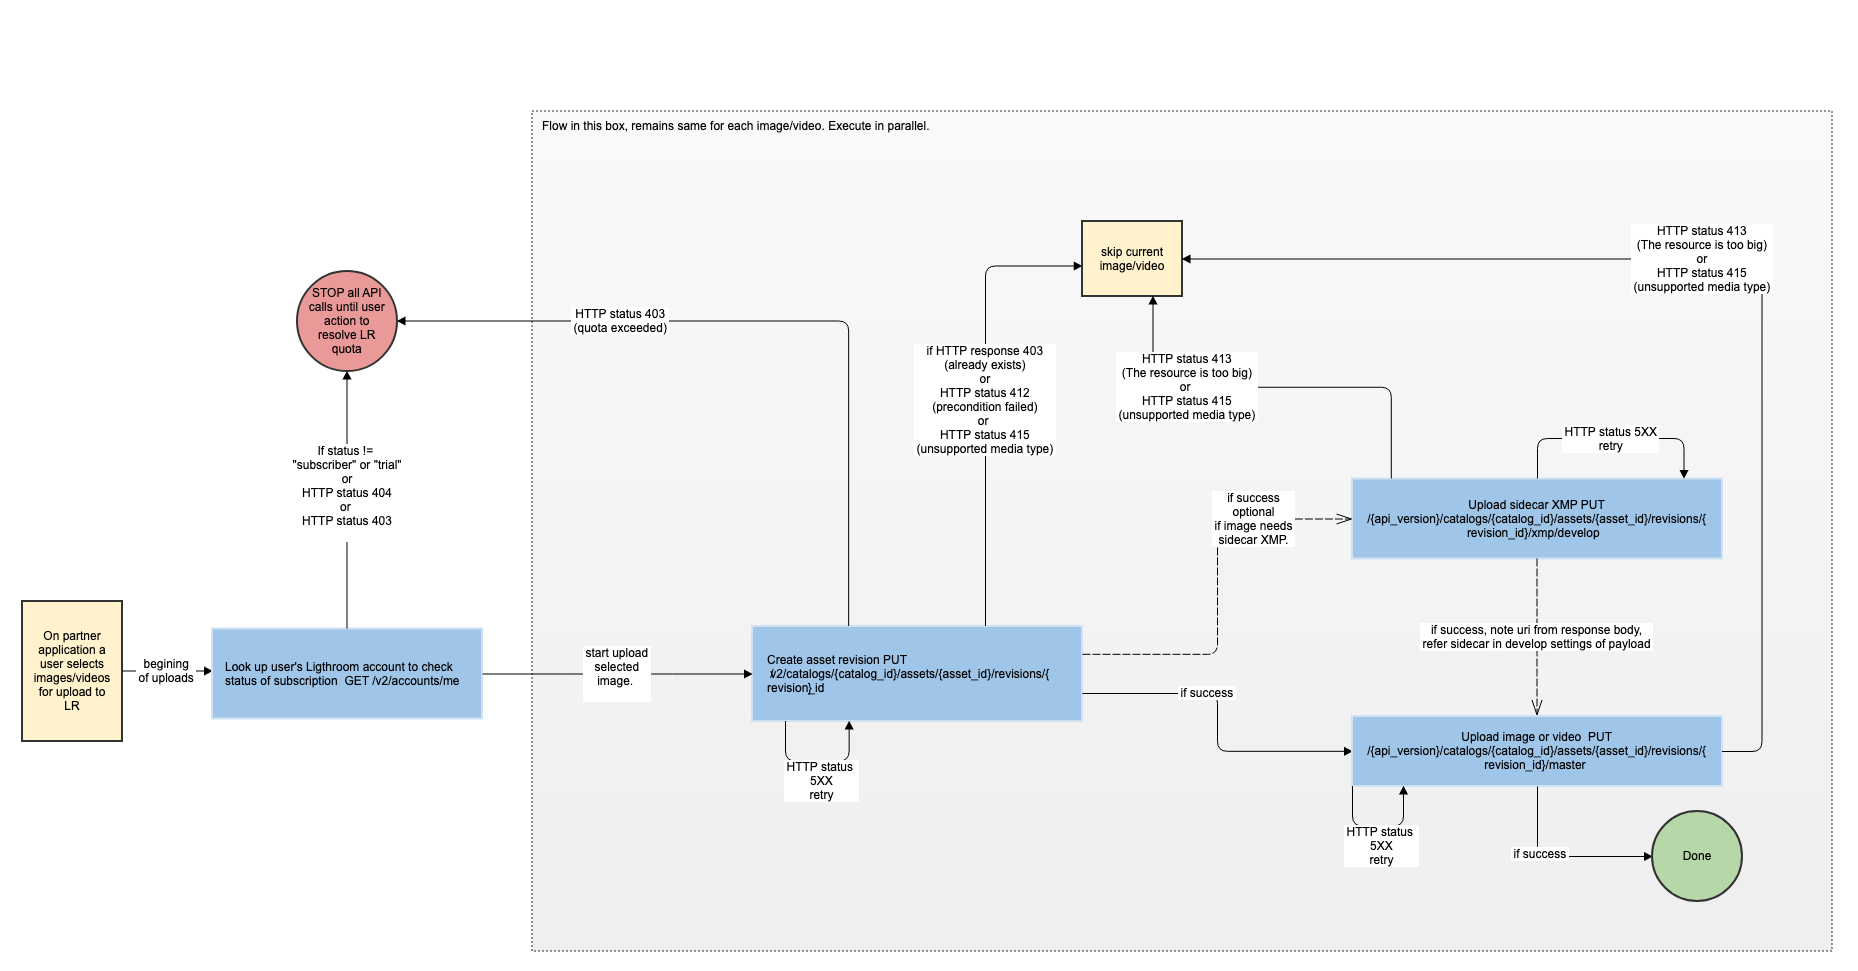 Flow in this box, remains same for each image/video. Execute in parallel.
skip current
image/video
HTTP status 413
(The resource is too big)
or
HTTP status 415
(unsupported media type)
STOP all API
calls until user
action to
resolve LR
quota
HTTP status 403
(quota exceeded)
if HTTP response 403
(already exists)
or
HTTP status 412
(precondition failed)
or
HTTP status 415
(unsupported media type)
HTTP status 413
(The resource is too big)
or
HTTP status 415
(unsupported media type)
HTTP status 5XX
retry
If status !=
"subscriber" or "trial"
or
HTTP status 404
or
HTTP status 403
if success
optional
if image needs
sidecar XMP.
Upload sidecar XMP PUT
/{api_version}/catalogs/{catalog_id}/assets/{asset_id}/revisions/{
revision_id}/xmp/develop
On partner
application a
user selects
images/videos
for upload to
LR
begining
of uploads
Look up user's Ligthroom account to check
status of subscription  GET /v2/accounts/me
start upload
selected
image.
Create asset revision PUT
/v2/catalogs/{catalog_id}/assets/{asset_id}/revisions/{
revision}_id
if success, note uri from response body,
refer sidecar in develop settings of payload
if success
Upload image or video  PUT
/{api_version}/catalogs/{catalog_id}/assets/{asset_id}/revisions/{
revision_id}/master
HTTP status
5XX
retry
HTTP status
5XX
retry
if success
Done